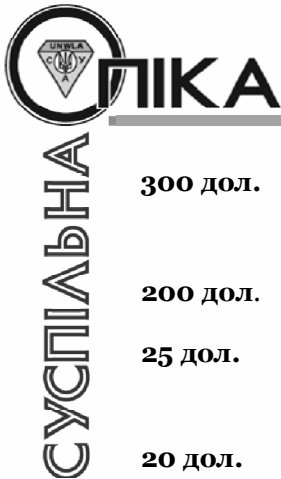 UNWLA
С У А
ОПІКА
СУСПІЛЬНА
300 дол.
200 дол.
25 дол.
20 дол.